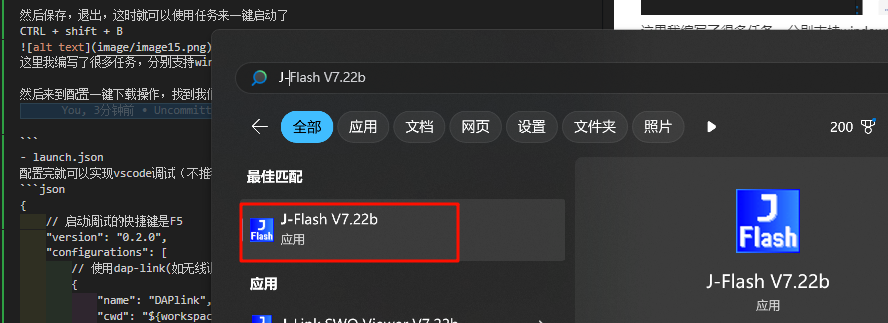 然后保存，退出，这时就可以使用任务来一键启动了
CTRL + shift + B
![alt text](image/image15.png)
这里我编写了很多任务，分别支持win
然后来到配置一键下载操作，找到我们
You, 3分钟前 • Uncommitt
```
- launch.json
配置完就可以实现vscode调试（不推
```json
{
// 启动调试的快捷键是F5
"version": "0.2.0",
"configurations": [
// 使用dap-link(如无线调
{
"name": "DAPlink",
"cwd": "${workspac
J-Flash V7.22b
全部
应用
文档
网页
设置
文件夹
照片
200
最佳匹配
J-Flash V7.22b
应用
应用
J-Link SWO Viewer V7.22b
J
Flash
J-Flash V7.22b
应用